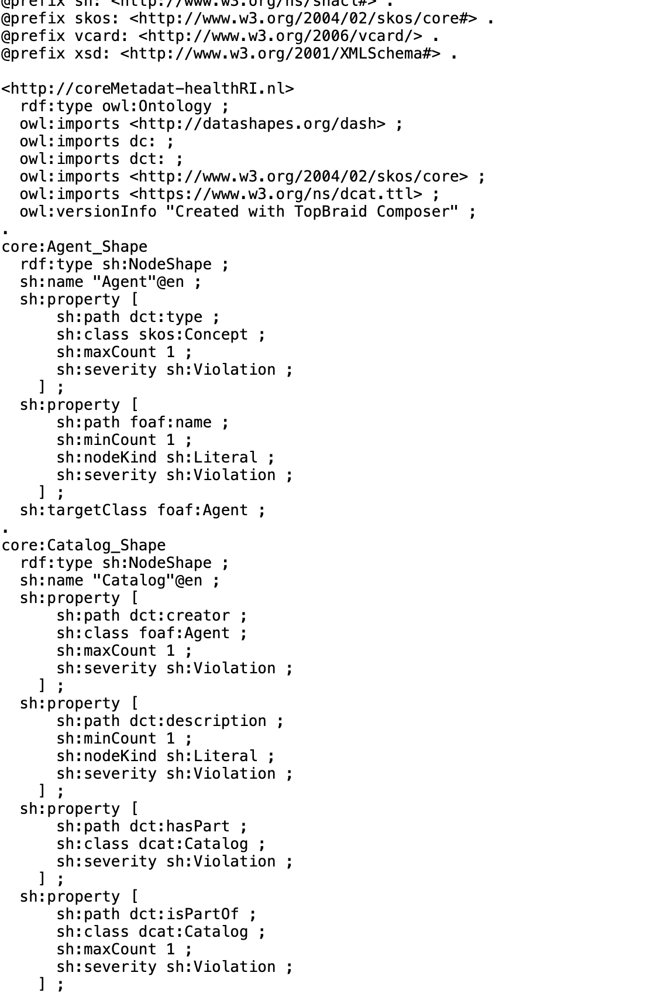 @prefix sh: <http://www.w3.org/ns/shacl#> .
@prefix skos: <http://www.w3.org/2004/02/skos/core#> .
@prefix vcard: <http://www.w3.org/2006/vcard/> .
@prefix xsd: <http://www.w3.org/2001/XMLSchema#> .

<http://coreMetadat-healthRI.nl>
  rdf:type owl:Ontology ;
  owl:imports <http://datashapes.org/dash> ;
  owl:imports dc: ;
  owl:imports dct: ;
  owl:imports <http://www.w3.org/2004/02/skos/core> ;
  owl:imports <https://www.w3.org/ns/dcat.ttl> ;
  owl:versionInfo "Created with TopBraid Composer" ;
.
core:Agent_Shape
  rdf:type sh:NodeShape ;
  sh:name "Agent"@en ;
  sh:property [
      sh:path dct:type ;
      sh:class skos:Concept ;
      sh:maxCount 1 ;
      sh:severity sh:Violation ;
    ] ;
  sh:property [
      sh:path foaf:name ;
      sh:minCount 1 ;
      sh:nodeKind sh:Literal ;
      sh:severity sh:Violation ;
    ] ;
  sh:targetClass foaf:Agent ;
.
core:Catalog_Shape
  rdf:type sh:NodeShape ;
  sh:name "Catalog"@en ;
  sh:property [
      sh:path dct:creator ;
      sh:class foaf:Agent ;
      sh:maxCount 1 ;
      sh:severity sh:Violation ;
    ] ;
  sh:property [
      sh:path dct:description ;
      sh:minCount 1 ;
      sh:nodeKind sh:Literal ;
      sh:severity sh:Violation ;
    ] ;
  sh:property [
      sh:path dct:hasPart ;
      sh:class dcat:Catalog ;
      sh:severity sh:Violation ;
    ] ;
  sh:property [
      sh:path dct:isPartOf ;
      sh:class dcat:Catalog ;
      sh:maxCount 1 ;
      sh:severity sh:Violation ;
    ] ;